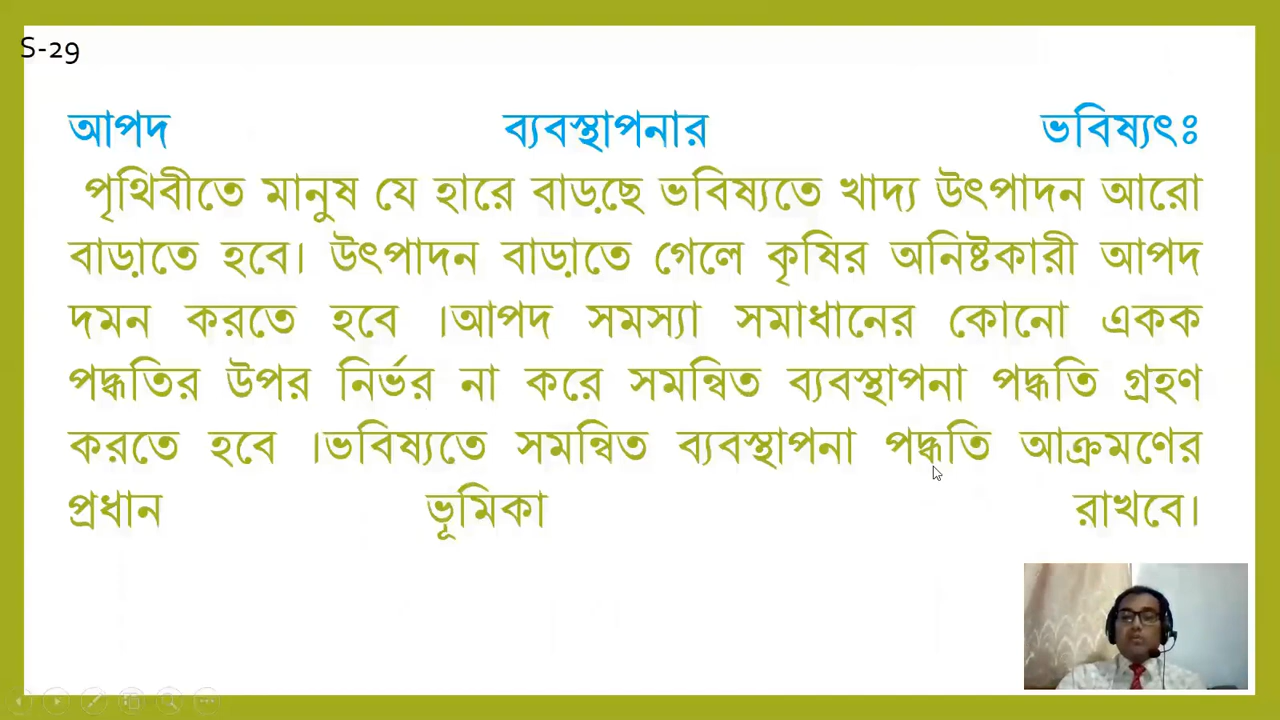 S-29
আপদ ব্যবস্থাপনার ভবিষ্যৎঃ
পৃথিবীতে মানুষ যে হারে বাড়ছে ভবিষ্যতে খাদ্য উৎপাদন আরো
বাড়াতে হবে। উৎপাদন বাড়াতে গেলে কৃষির অনিষ্টকারী আপদ
দমন করতে হবে ।আপদ সমস্যা সমাধানের কোনো একক
পদ্ধতির উপর নির্ভর না করে সমন্বিত ব্যবস্থাপনা পদ্ধতি গ্রহণ
করতে হবে ।ভবিষ্যতে সমন্বিত ব্যবস্থাপনা পদ্ধতি আক্রমণের
প্রধান ভূমিকা রাখবে।